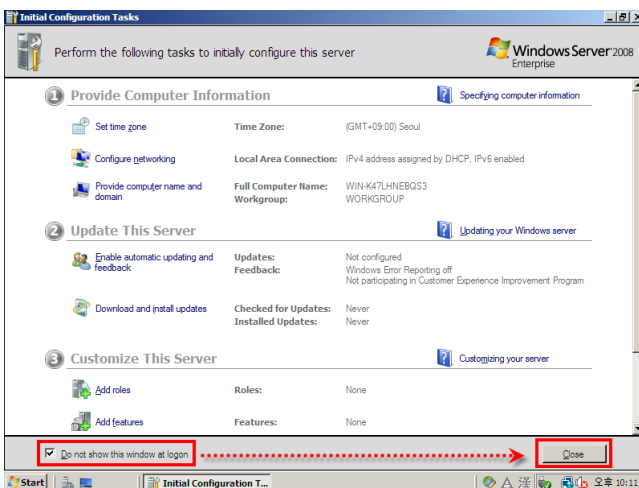 Initial Configuration Tasks
Perform the following tasks to initially configure this server
Windows Server 2008
Enterprise
1 Provide Computer Information
Specifying computer information
Set time zone Time Zone: (GMT+09:00) Seoul
Configure networking Local Area Connection: IPv4 address assigned by DHCP, IPv6 enabled
Provide computer name and domain Full Computer Name: WIN-K47LHNEBQS3
Workgroup: WORKGROUP
2 Update This Server
Updating your Windows server
Enable automatic updating and feedback Updates: Not configured
Feedback: Windows Error Reporting off
Not participating in Customer Experience Improvement Program
Download and install updates Checked for Updates: Never
Installed Updates: Never
3 Customize This Server
Customizing your server
Add roles Roles: None
Add features Features: None
Do not show this window at logon
Close
Start
Initial Configuration T...
A 漢 오후 10:11